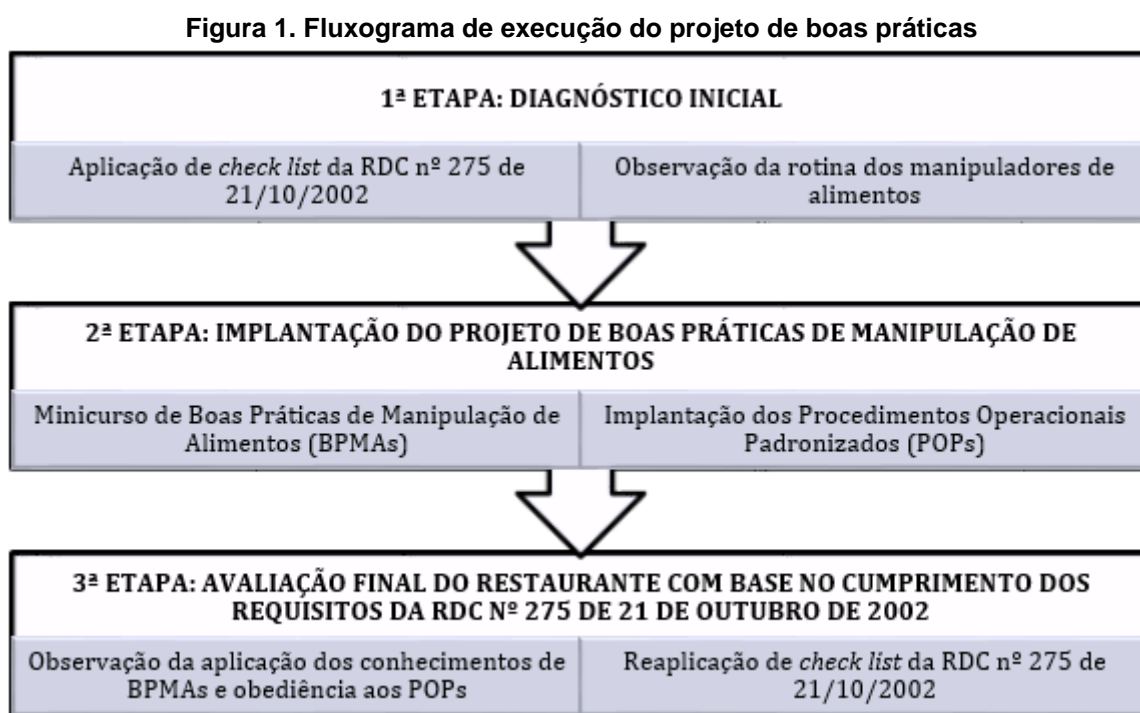 Figura 1. Fluxograma de execução do projeto de boas práticas
1ª ETAPA: DIAGNÓSTICO INICIAL
Aplicação de check list da RDC nº 275 de
21/10/2002
Observação da rotina dos manipuladores de
alimentos
2ª ETAPA: IMPLANTAÇÃO DO PROJETO DE BOAS PRÁTICAS DE MANIPULAÇÃO DE
ALIMENTOS
Minicurso de Boas Práticas de Manipulação de
Alimentos (BPMAs)
Implantação dos Procedimentos Operacionais
Padronizados (POPs)
3ª ETAPA: AVALIAÇÃO FINAL DO RESTAURANTE COM BASE NO CUMPRIMENTO DOS
REQUISITOS DA RDC Nº 275 DE 21 DE OUTUBRO DE 2002
Observação da aplicação dos conhecimentos de
BPMAs e obediência aos POPs
Reaplicação de check list da RDC nº 275 de
21/10/2002